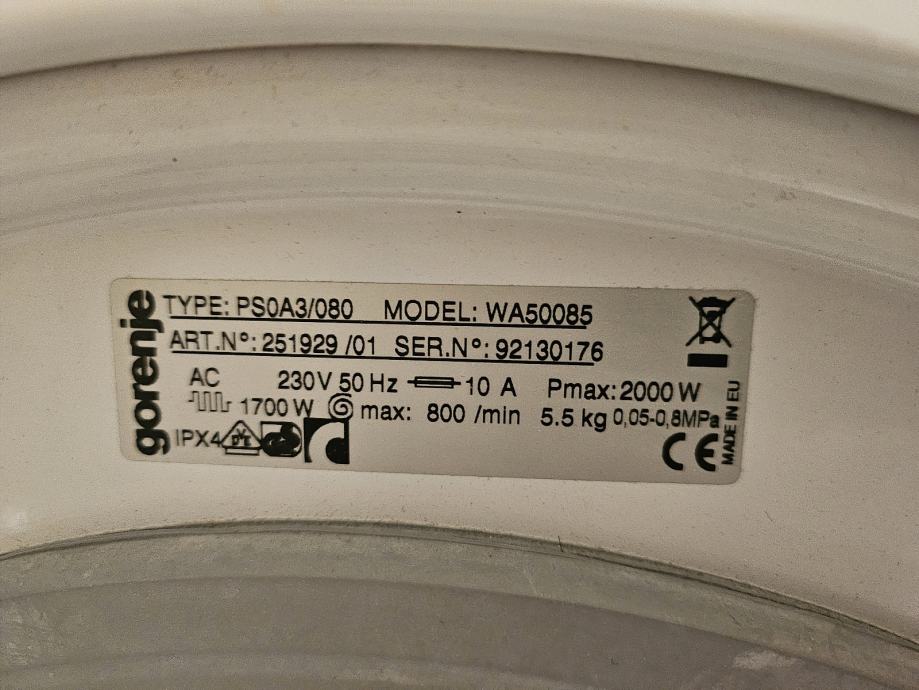 gorenje
TYPE: PS0A3/080 MODEL: WA50085
ART.N°: 251929 /01 SER.N°: 92130176
AC 230V 50 Hz 10 A Pmax: 2000 W
1700 W max: 800 /min 5.5 kg 0,05-0,8MPa
IPX4 CE
MADE IN EU